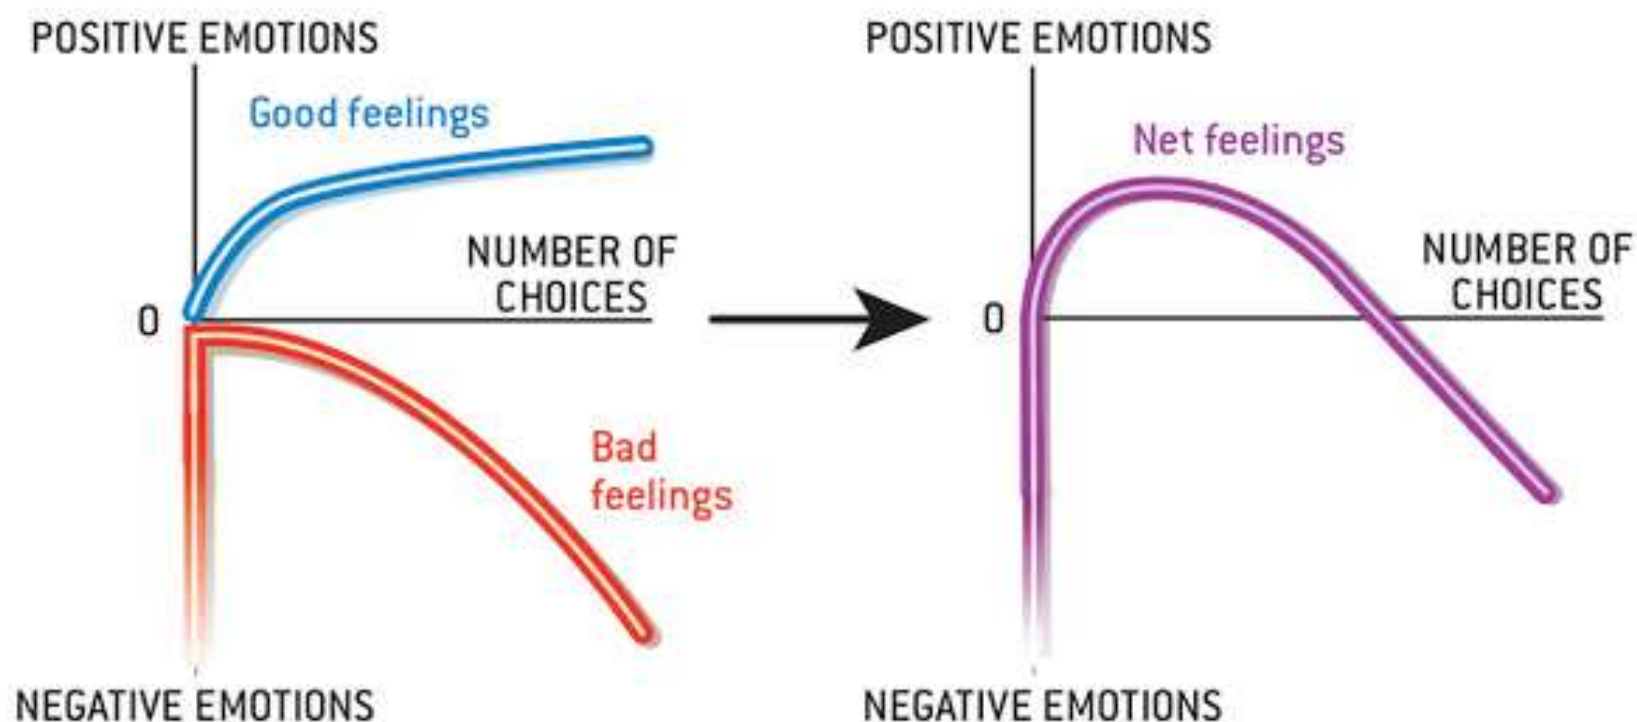 POSITIVE EMOTIONS
Good feelings
NUMBER OF
CHOICES
0
Bad
feelings
NEGATIVE EMOTIONS
POSITIVE EMOTIONS
Net feelings
NUMBER OF
CHOICES
0
NEGATIVE EMOTIONS